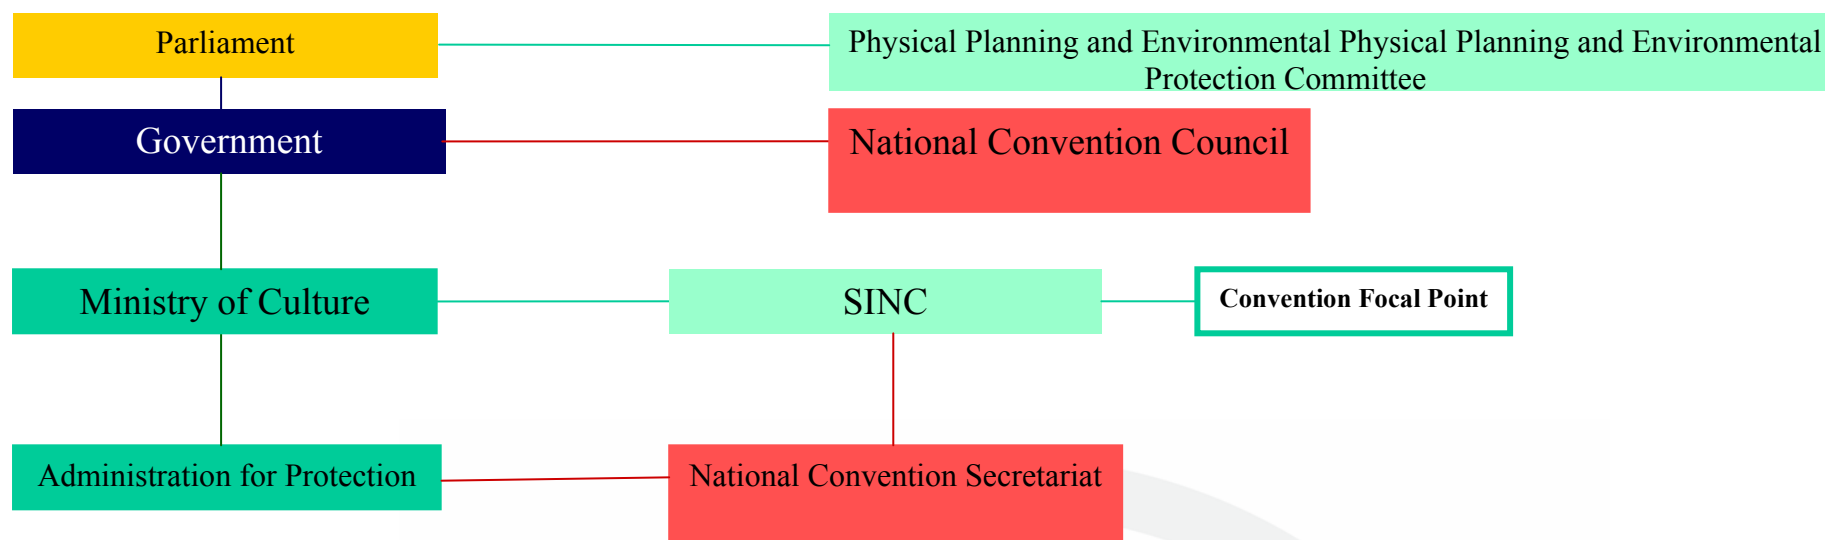 Parliament
Physical Planning and Environmental Physical Planning and Environmental
Protection Committee
Government
National Convention Council
Ministry of Culture
SINC
Convention Focal Point
Administration for Protection
National Convention Secretariat